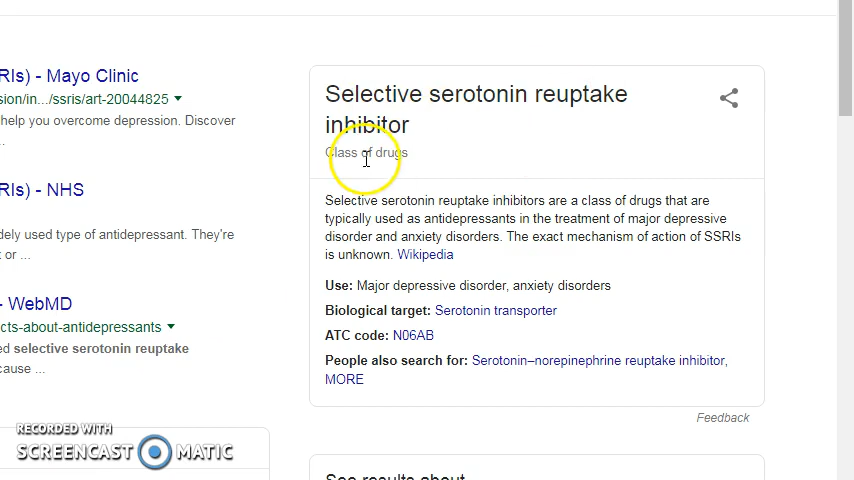 RIs) - Mayo Clinic
sion/in.../ssris/art-20044825
help you overcome depression. Discover
...
RIs) - NHS
dely used type of antidepressant. They're
t or ...
- WebMD
cts-about-antidepressants
ed selective serotonin reuptake
cause ...
Selective serotonin reuptake
inhibitor
Class of drugs
Selective serotonin reuptake inhibitors are a class of drugs that are
typically used as antidepressants in the treatment of major depressive
disorder and anxiety disorders. The exact mechanism of action of SSRIs
is unknown. Wikipedia
Use: Major depressive disorder, anxiety disorders
Biological target: Serotonin transporter
ATC code: N06AB
People also search for: Serotonin–norepinephrine reuptake inhibitor,
MORE
Feedback
See results about
RECORDED WITH
SCREENCAST MATIC